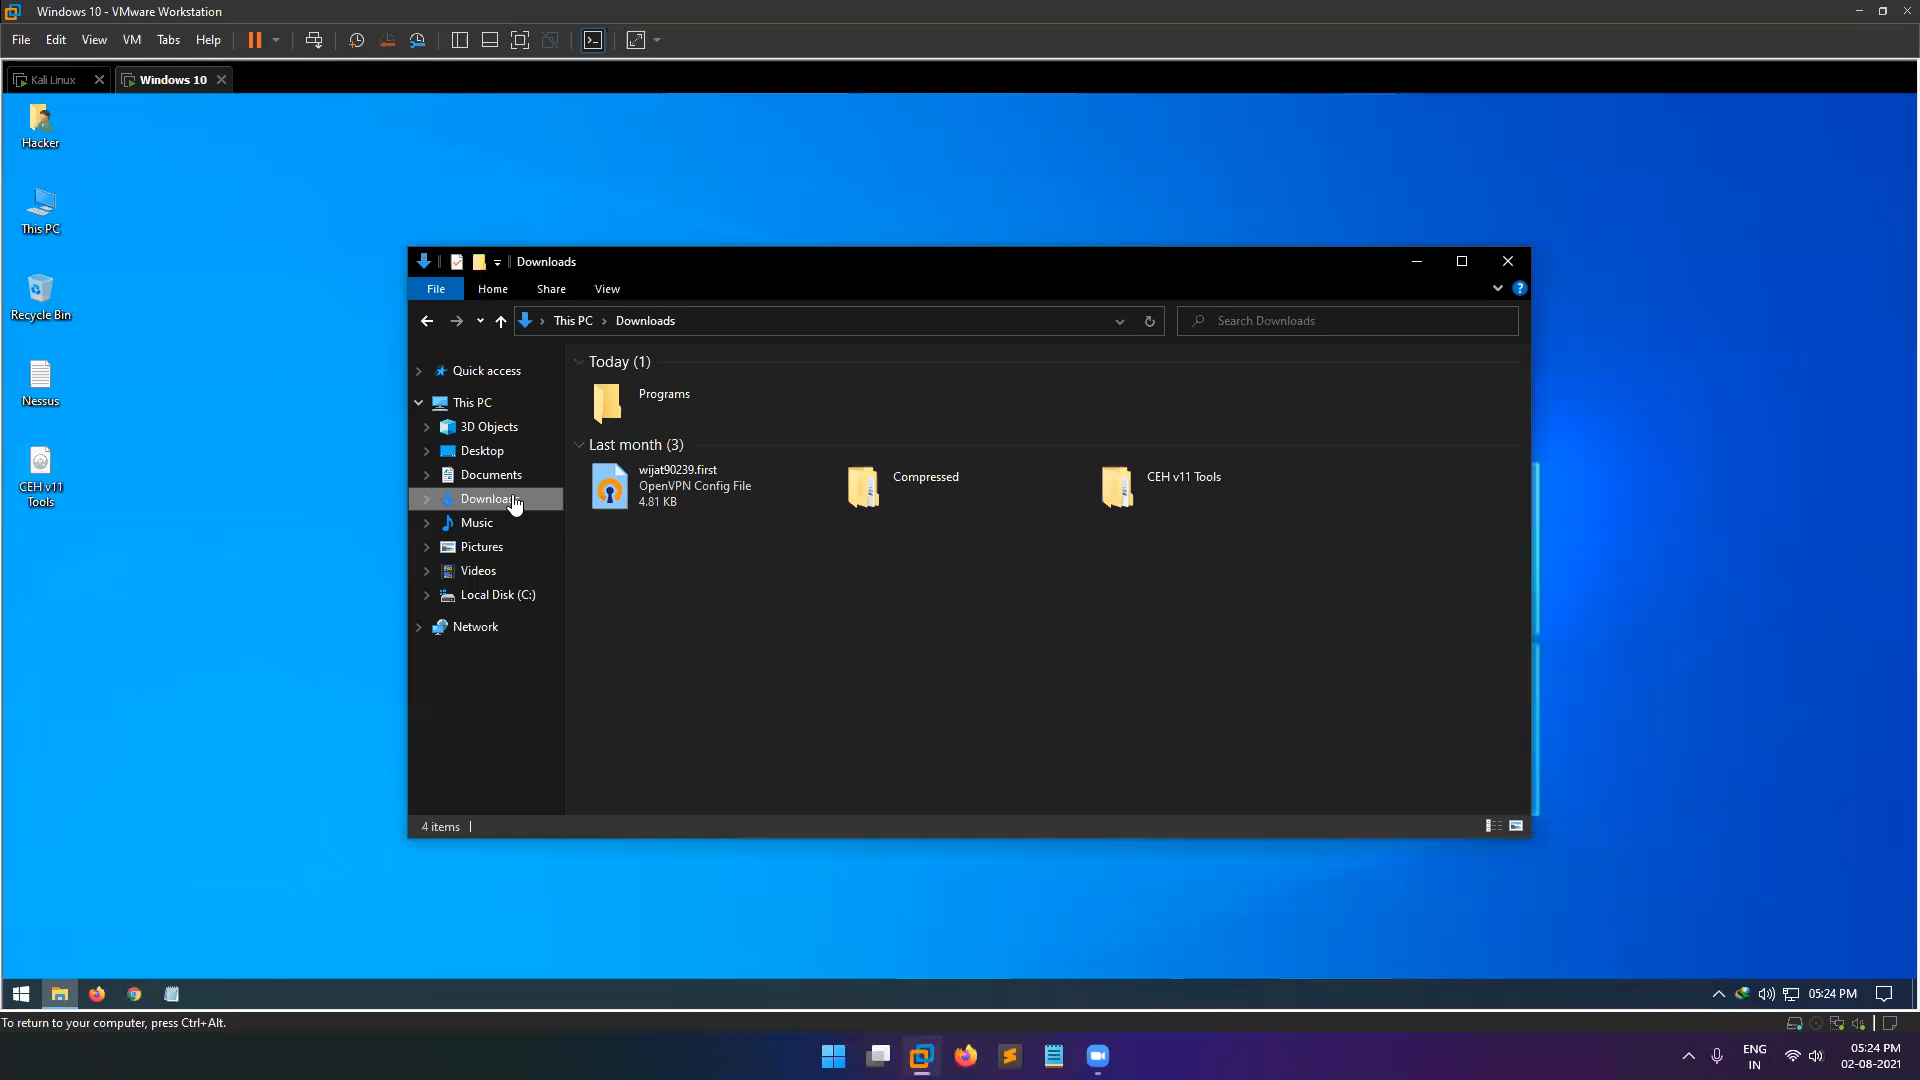 Windows 10 - VMware Workstation
File Edit View VM Tabs Help
Kali Linux
Windows 10
Hacker
This PC
Recycle Bin
Nessus
CEH v11
Tools
Downloads
File Home Share View
This PC Downloads
Search Downloads
Quick access
This PC
3D Objects
Desktop
Documents
Downloads
Music
Pictures
Videos
Local Disk (C:)
Network
Today (1)
Programs
Last month (3)
wijat90239.first
OpenVPN Config File
4.81 KB
Compressed
CEH v11 Tools
4 items
05:24 PM
To return to your computer, press Ctrl+Alt.
ENG
IN
05:24 PM
02-08-2021